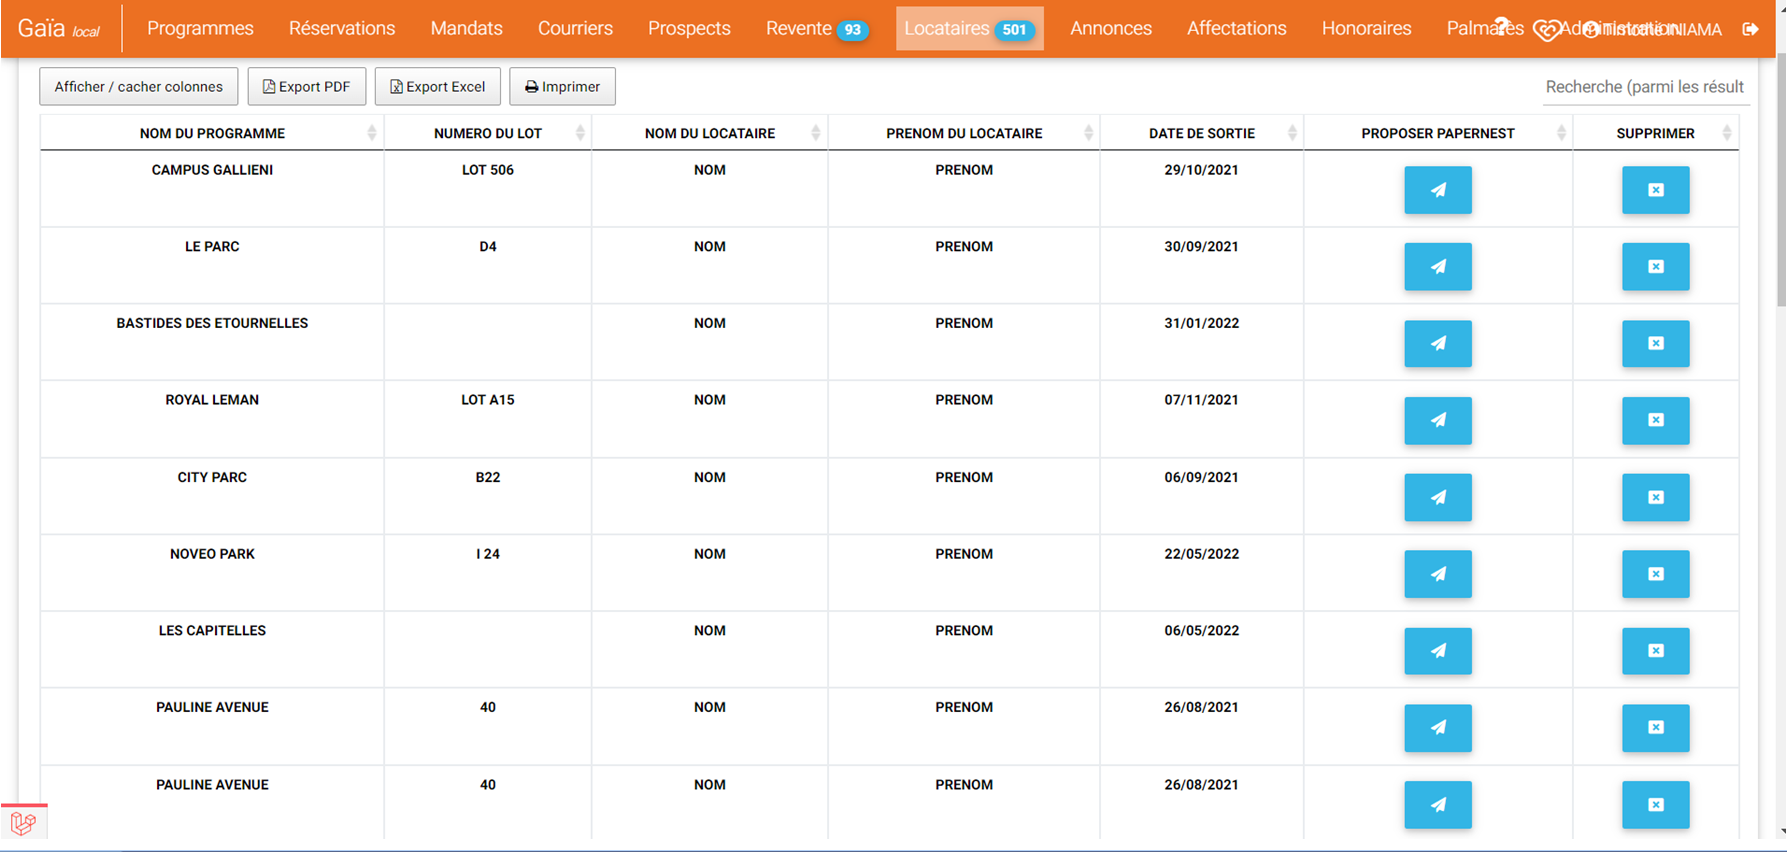 Gaïa local Programmes Réservations Mandats Courriers Prospects Revente 93 Locataires 501 Annonces Affectations Honoraires Palmarès Administration INIAMA
Afficher / cacher colonnes Export PDF Export Excel Imprimer Recherche (parmi les résult
NOM DU PROGRAMME NUMERO DU LOT NOM DU LOCATAIRE PRENOM DU LOCATAIRE DATE DE SORTIE PROPOSER PAPERNEST SUPPRIMER
CAMPUS GALLIENI LOT 506 NOM PRENOM 29/10/2021
LE PARC D4 NOM PRENOM 30/09/2021
BASTIDES DES ETOURNELLES NOM PRENOM 31/01/2022
ROYAL LEMAN LOT A15 NOM PRENOM 07/11/2021
CITY PARC B22 NOM PRENOM 06/09/2021
NOVEO PARK I 24 NOM PRENOM 22/05/2022
LES CAPITELLES NOM PRENOM 06/05/2022
PAULINE AVENUE 40 NOM PRENOM 26/08/2021
PAULINE AVENUE 40 NOM PRENOM 26/08/2021